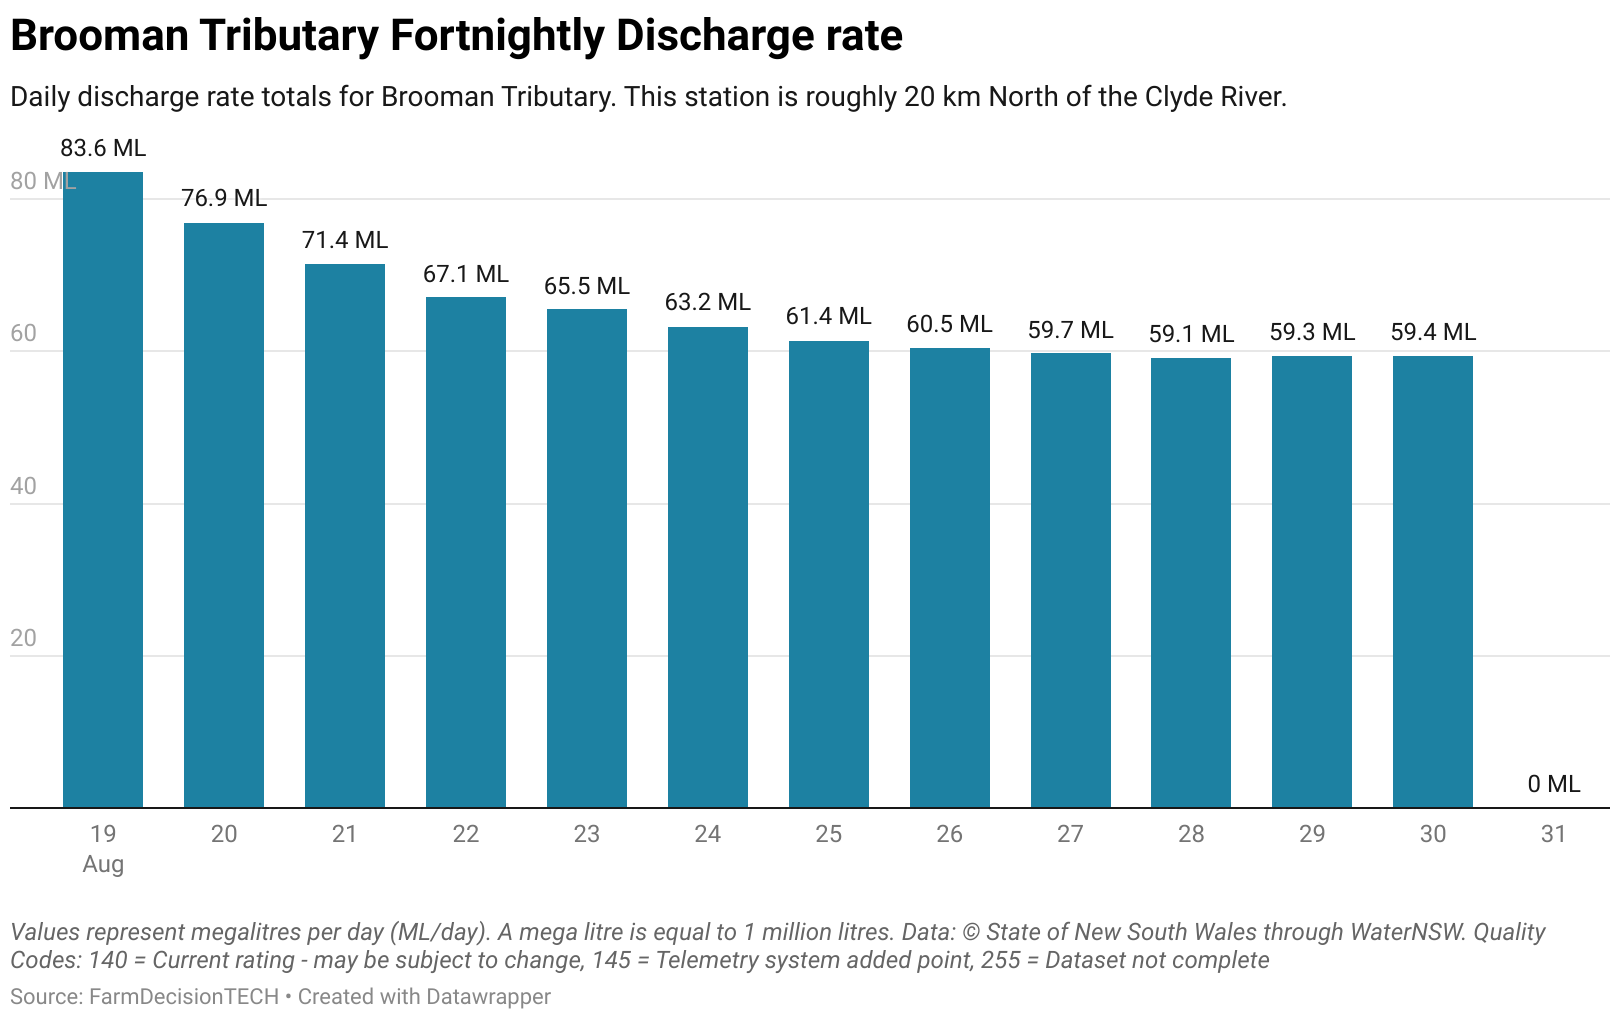 Brooman Tributary Fortnightly Discharge rate
Daily discharge rate totals for Brooman Tributary. This station is roughly 20 km North of the Clyde River.
83.6 ML
80 ML
76.9 ML
71.4 ML
67.1 ML
65.5 ML
63.2 ML
61.4 ML
60.5 ML
59.7 ML
59.1 ML
59.3 ML
59.4 ML
60
40
20
0 ML
19 20 21 22 23 24 25 26 27 28 29 30 31
Aug
Values represent megalitres per day (ML/day). A mega litre is equal to 1 million litres. Data: © State of New South Wales through WaterNSW. Quality
Codes: 140 = Current rating - may be subject to change, 145 = Telemetry system added point, 255 = Dataset not complete
Source: FarmDecisionTECH • Created with Datawrapper